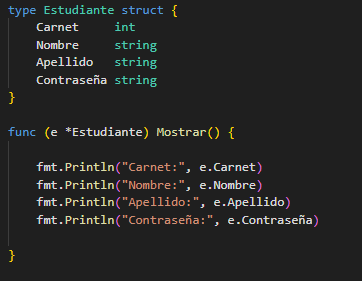 type Estudiante struct {
    Carnet     int
    Nombre     string
    Apellido   string
    Contraseña string
}
func (e *Estudiante) Mostrar() {
    fmt.Println("Carnet:", e.Carnet)
    fmt.Println("Nombre:", e.Nombre)
    fmt.Println("Apellido:", e.Apellido)
    fmt.Println("Contraseña:", e.Contraseña)
}